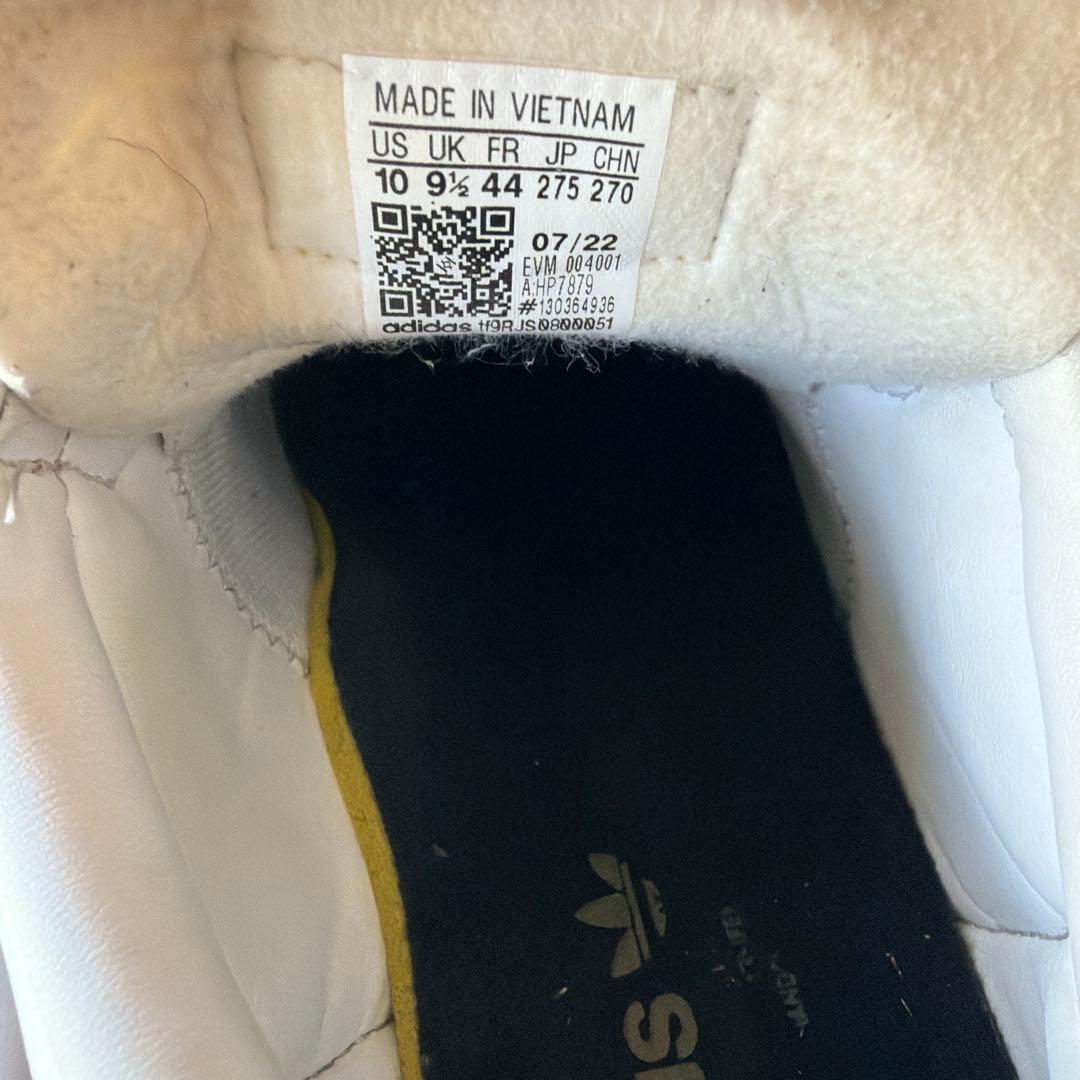 MADE IN VIETNAM
US UK FR JP CHN
10 9½ 44 275 270
07/22
EVM 004001
A:HP7879
#130364936
adidas tf9RJS0800051